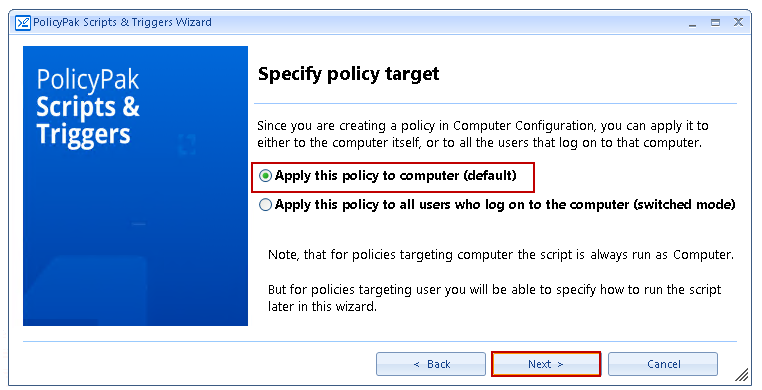 PolicyPak Scripts & Triggers Wizard
PolicyPak
Scripts &
Triggers
Specify policy target
Since you are creating a policy in Computer Configuration, you can apply it to
either to the computer itself, or to all the users that log on to that computer.
Apply this policy to computer (default)
Apply this policy to all users who log on to the computer (switched mode)
Note, that for policies targeting computer the script is always run as Computer.
But for policies targeting user you will be able to specify how to run the script
later in this wizard.
< Back
Next >
Cancel